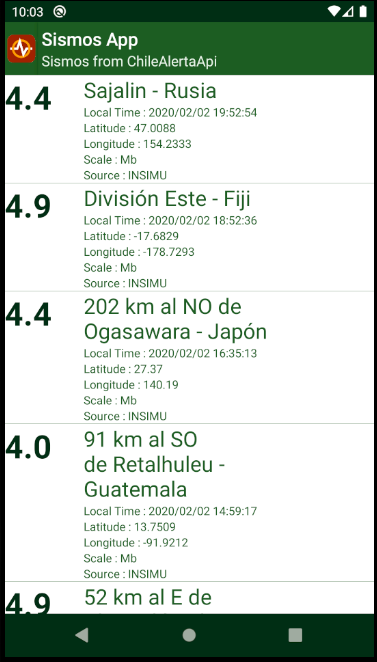 10:03
Sismos App
Sismos from ChileAlertaApi
4.4
Sajalin - Rusia
Local Time : 2020/02/02 19:52:54
Latitude : 47.0088
Longitude : 154.2333
Scale : Mb
Source : INSIMU
4.9
División Este - Fiji
Local Time : 2020/02/02 18:52:36
Latitude : -17.6829
Longitude : -178.7293
Scale : Mb
Source : INSIMU
4.4
202 km al NO de
Ogasawara - Japón
Local Time : 2020/02/02 16:35:13
Latitude : 27.37
Longitude : 140.19
Scale : Mb
Source : INSIMU
4.0
91 km al SO
de Retalhuleu -
Guatemala
Local Time : 2020/02/02 14:59:17
Latitude : 13.7509
Longitude : -91.9212
Scale : Mb
Source : INSIMU
4.9
52 km al E de